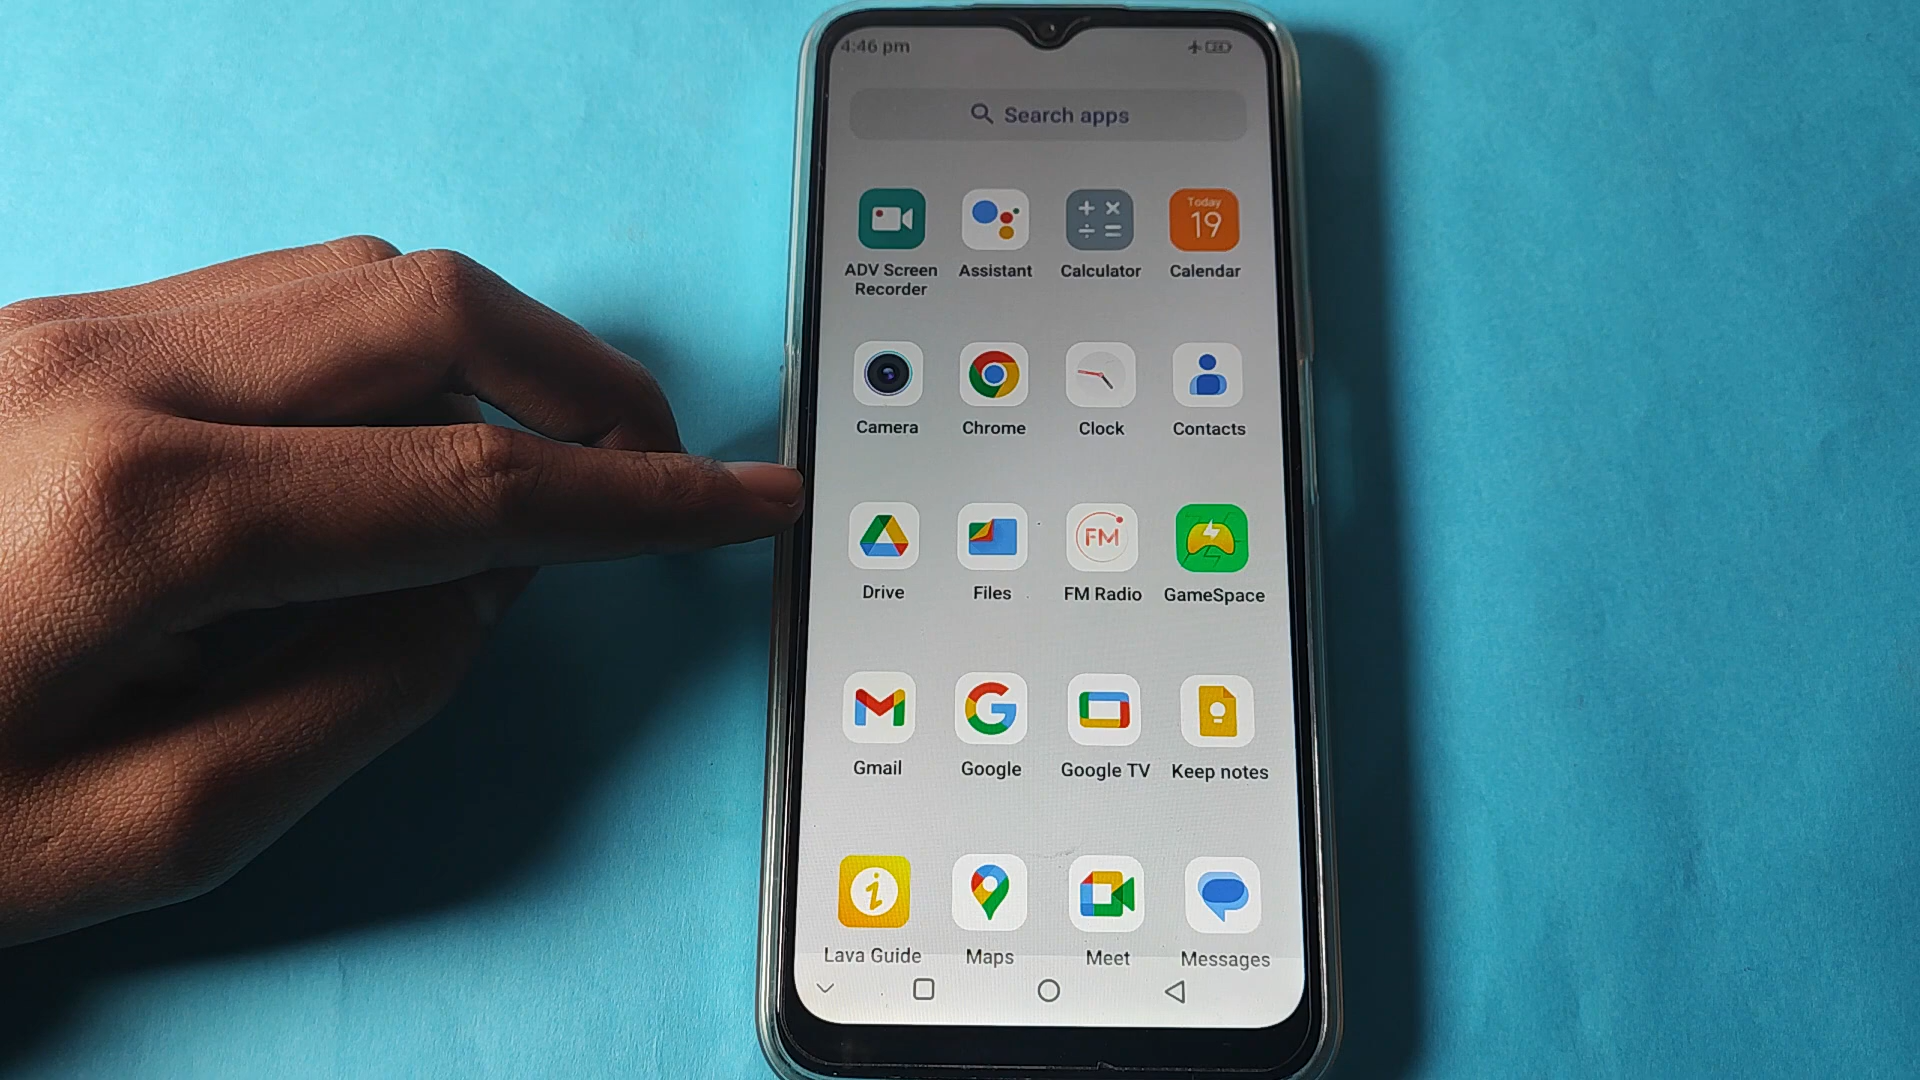 4:46 pm
Search apps
Today
19
ADV Screen
Recorder
Assistant
Calculator
Calendar
Camera
Chrome
Clock
Contacts
FM
Drive
Files
FM Radio
GameSpace
Gmail
Google
Google TV
Keep notes
Lava Guide
Maps
Meet
Messages